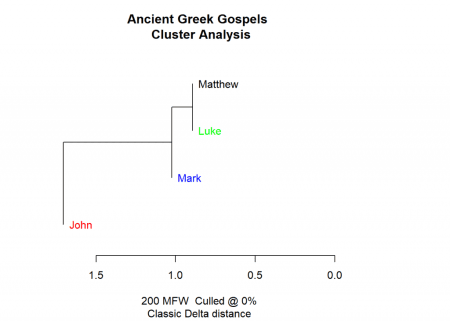 Ancient Greek Gospels
Cluster Analysis
Matthew
Luke
Mark
John
1.5 1.0 0.5 0.0
200 MFW Culled @ 0%
Classic Delta distance